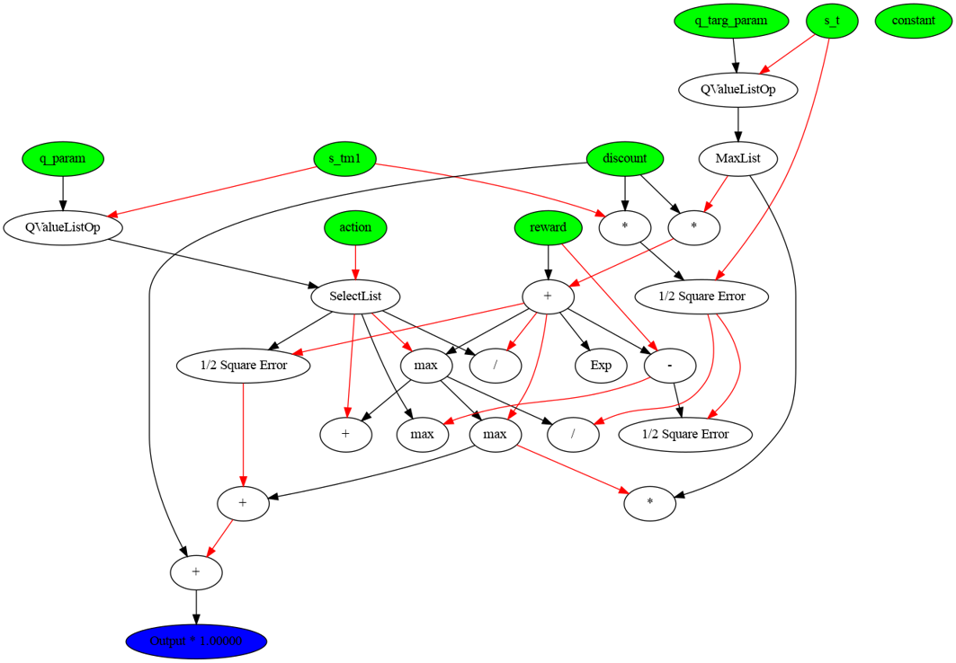 q_targ_param
s_t
constant
QValueListOp
q_param
s_tm1
discount
MaxList
QValueListOp
action
reward
*
*
SelectList
+
1/2 Square Error
1/2 Square Error
max
/
Exp
-
+
max
max
/
1/2 Square Error
+
*
+
Output * 1.00000